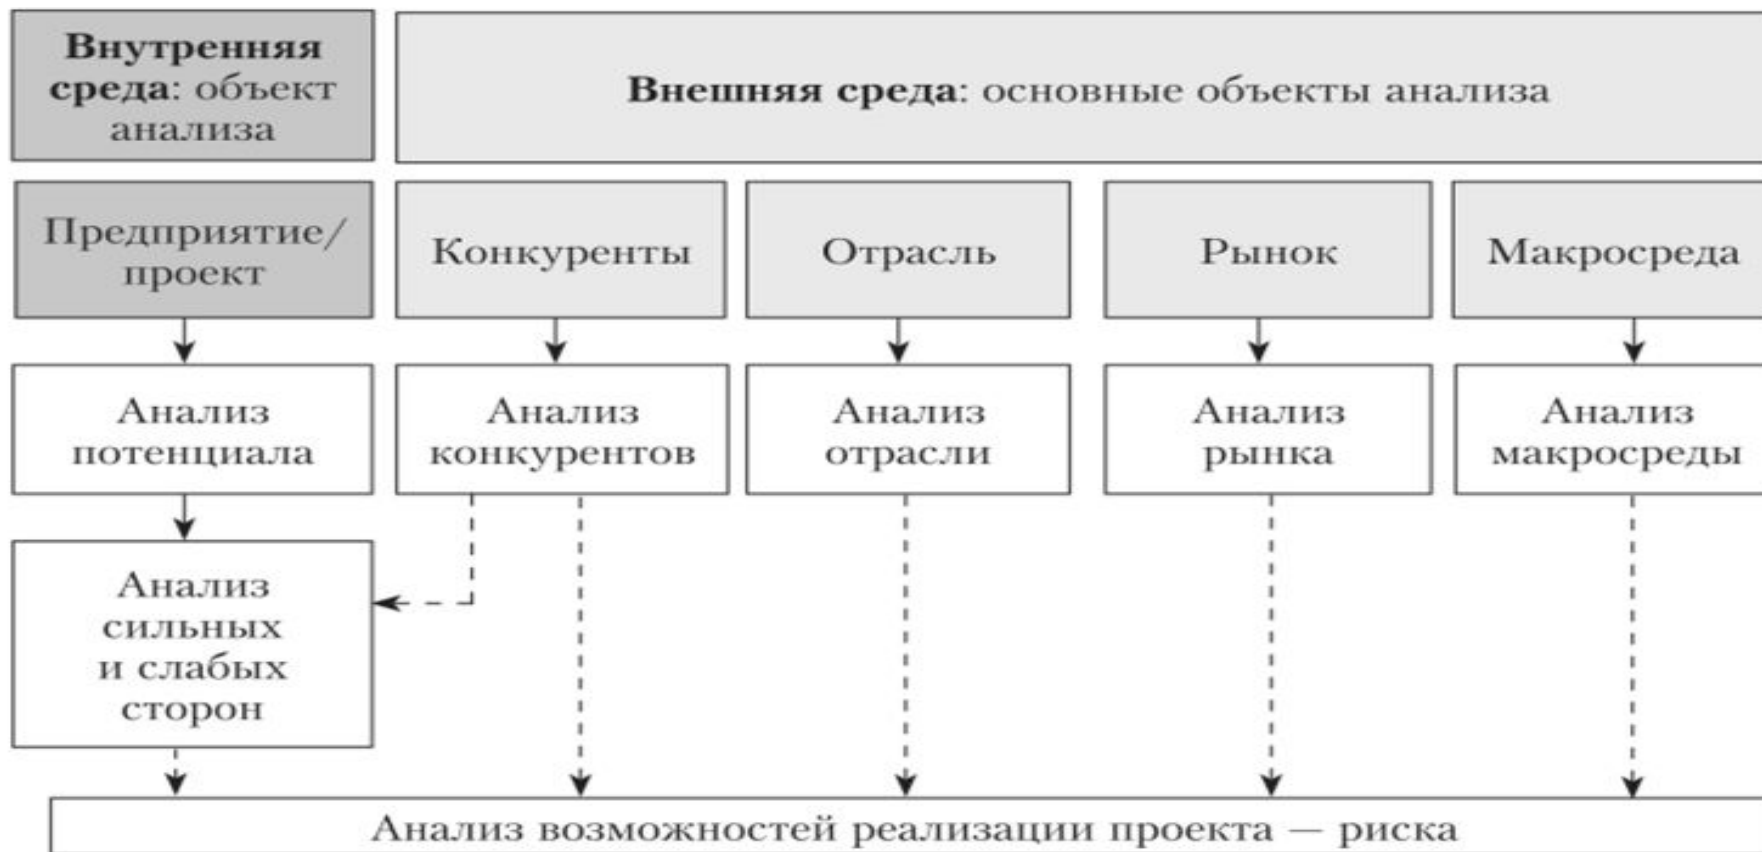 Внутренняя
среда: объект
анализа
Внешняя среда: основные объекты анализа
Предприятие/
проект
Конкуренты
Отрасль
Рынок
Макросреда
Анализ
потенциала
Анализ
конкурентов
Анализ
отрасли
Анализ
рынка
Анализ
макросреды
Анализ
сильных
и слабых
сторон
Анализ возможностей реализации проекта — риска